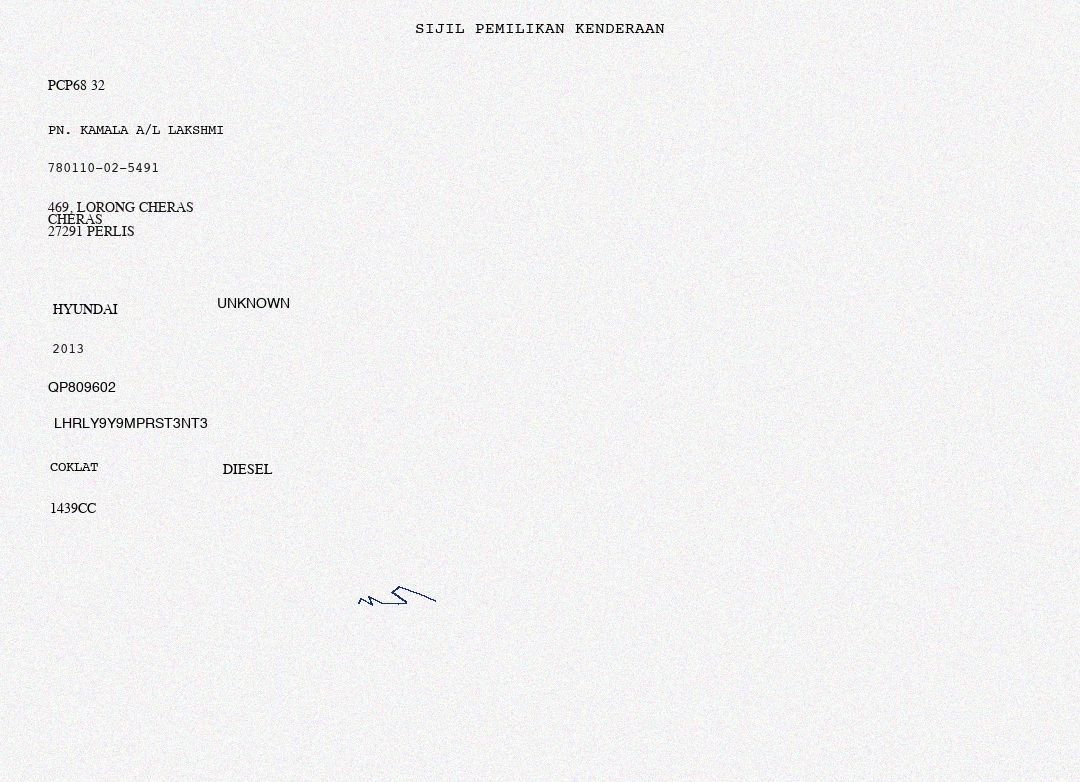 SIJIL PEMILIKAN KENDERAAN
PCP68 32
PN. KAMALA A/L LAKSHMI
780110-02-5491
469, LORONG CHERAS
CHERAS
27291 PERLIS
HYUNDAI UNKNOWN
2013
QP809602
LHRLY9Y9MPRST3NT3
COKLAT DIESEL
1439CC